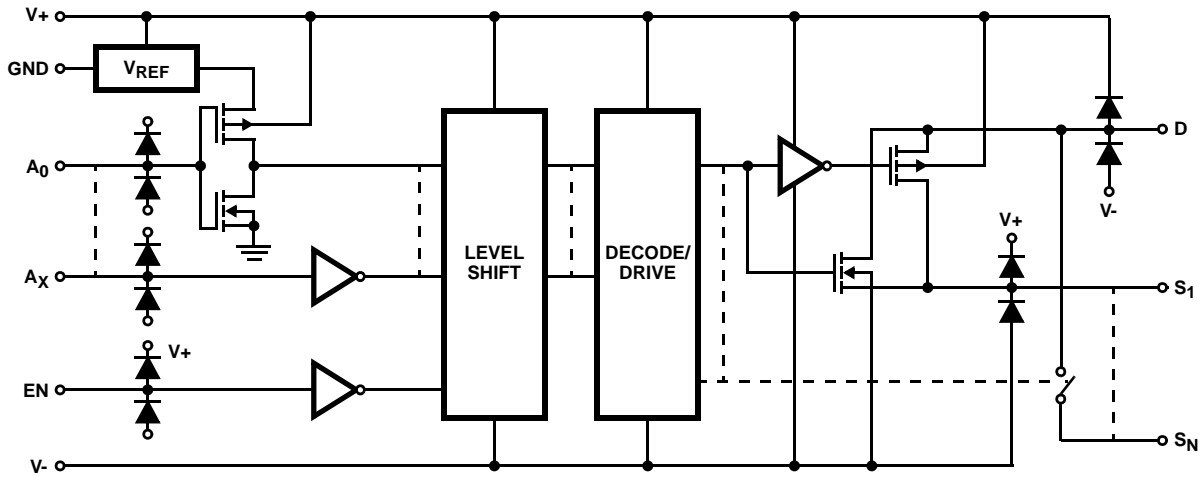 V+
GND
VREF
D
A0
V-
LEVEL
SHIFT
DECODE/
DRIVE
V+
AX
S1
V+
EN
SN
V-